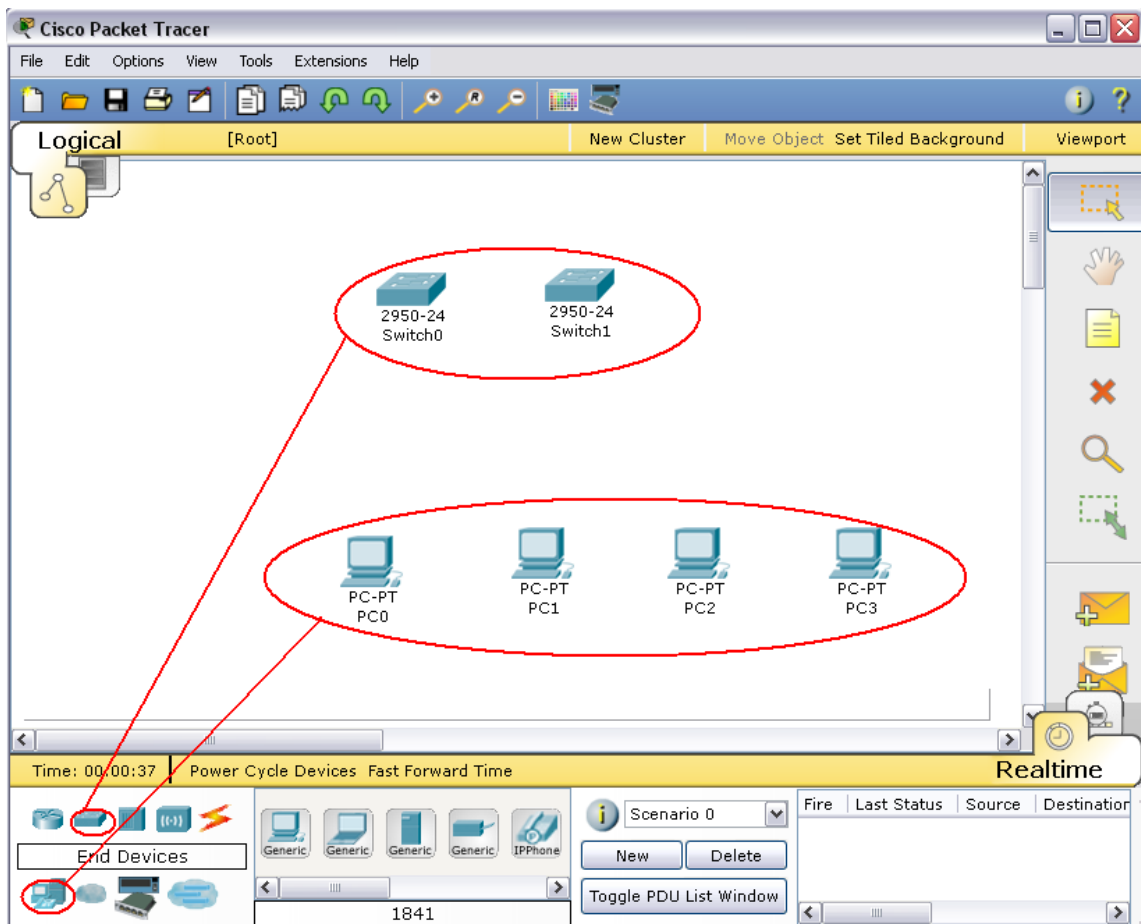 Cisco Packet Tracer
File Edit Options View Tools Extensions Help
Logical [Root] New Cluster Move Object Set Tiled Background Viewport
2950-24 2950-24
Switch0 Switch1
PC-PT PC-PT PC-PT PC-PT
PC0 PC1 PC2 PC3
Time: 00:00:37 Power Cycle Devices Fast Forward Time Realtime
Fire Last Status Source Destination
Scenario 0
Generic Generic Generic Generic IPPhone
End Devices New Delete
Toggle PDU List Window
1841